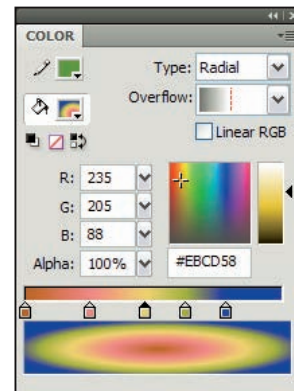 COLOR
Type: Radial
Overflow:
Linear RGB
R: 235
G: 205
B: 88
Alpha: 100% #EBCD58